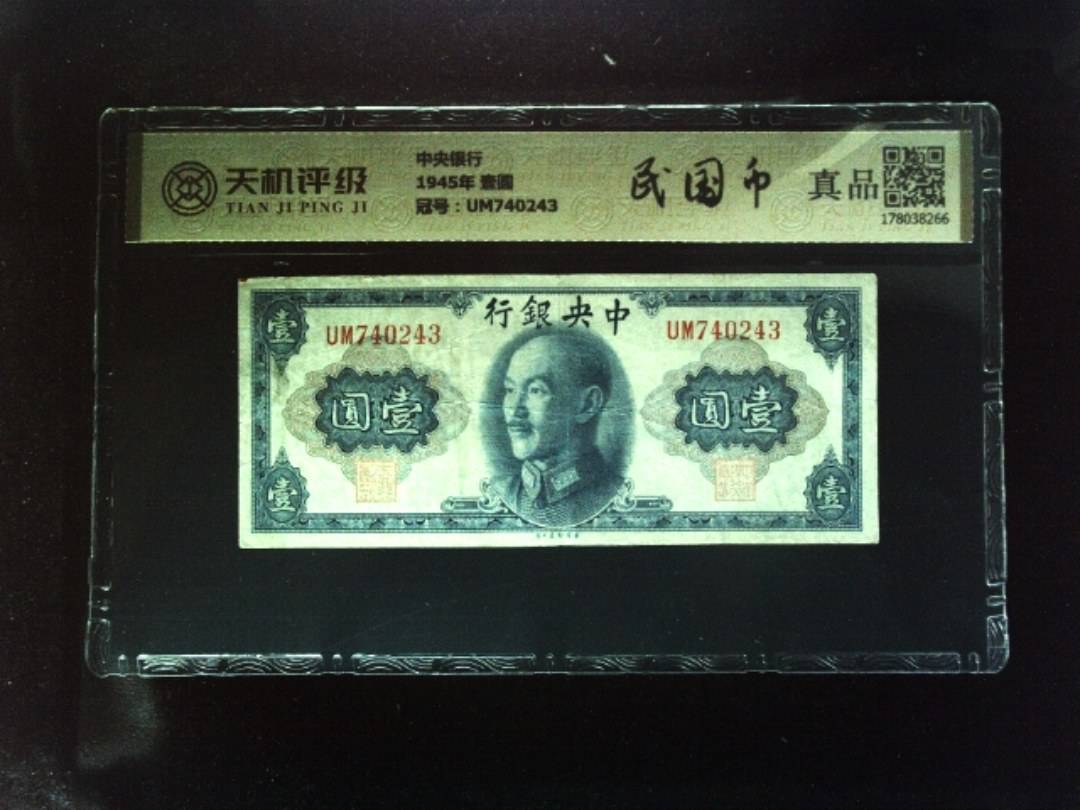 天机评级
TIAN JI PING JI
中央银行
1945年 壹圆
冠号：UM740243
民国币
真品
178038266
行銀央中
UM740243
UM740243
壹
壹
圓壹
圓壹
壹
壹